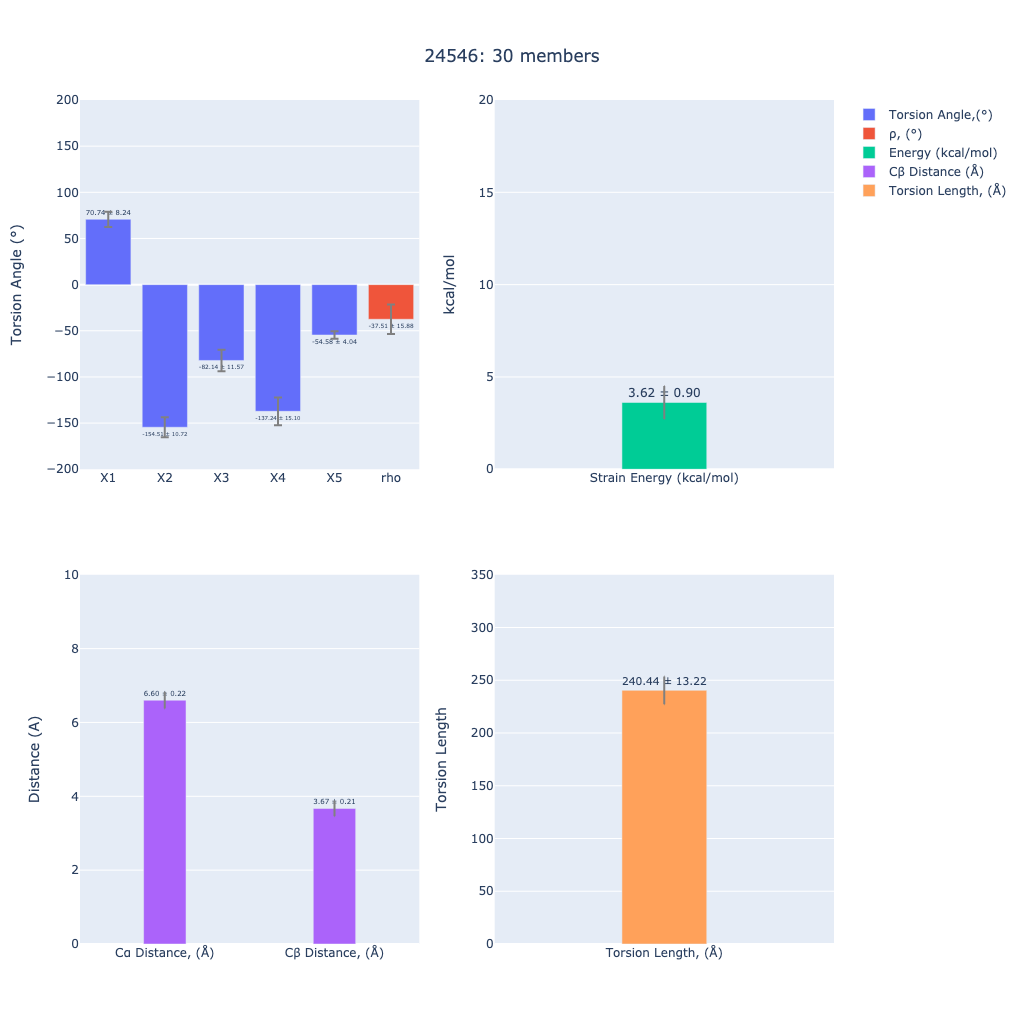 24546: 30 members
Torsion Angle (°)
200
150
100
50
0
−50
−100
−150
−200
70.74 ± 8.24
-154.51 ± 10.72
-82.14 ± 11.57
-137.24 ± 15.10
-54.58 ± 4.04
-37.51 ± 15.88
X1 X2 X3 X4 X5 rho
kcal/mol
20
15
10
5
0
3.62 ± 0.90
Strain Energy (kcal/mol)
Torsion Angle,(°)
ρ, (°)
Energy (kcal/mol)
Cβ Distance (Å)
Torsion Length, (Å)
Distance (A)
10
8
6
4
2
0
6.60 ± 0.22
3.67 ± 0.21
Cα Distance, (Å) Cβ Distance, (Å)
Torsion Length
350
300
250
200
150
100
50
0
240.44 ± 13.22
Torsion Length, (Å)